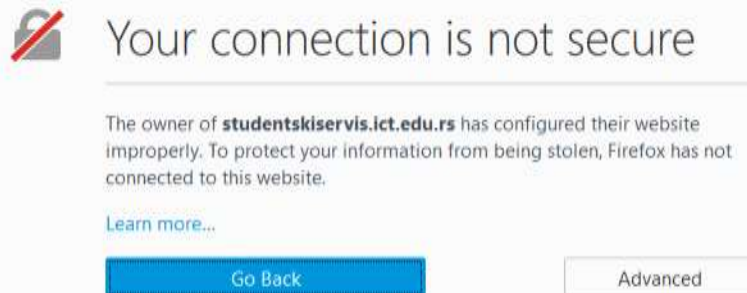 Your connection is not secure
The owner of studentskiservis.ict.edu.rs has configured their website
improperly. To protect your information from being stolen, Firefox has not
connected to this website.
Learn more...
Go Back
Advanced